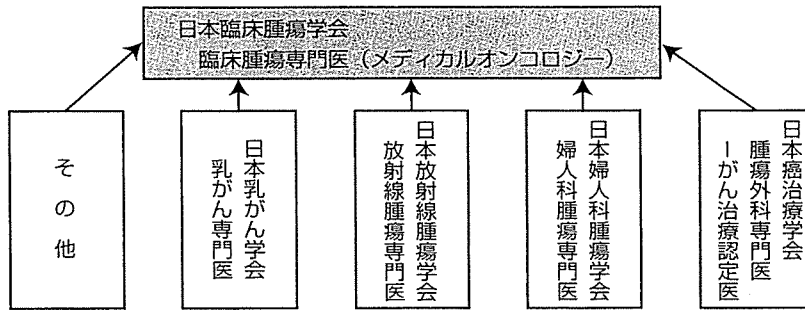 日本臨床腫瘍学会
臨床腫瘍専門医（メディカルオンコロジー）
その他
日本乳がん学会
乳がん専門医
日本放射線腫瘍学会
放射線腫瘍専門医
日本婦人科腫瘍学会
婦人科腫瘍専門医
日本癌治療学会
腫瘍外科専門医
ーがん治療認定医